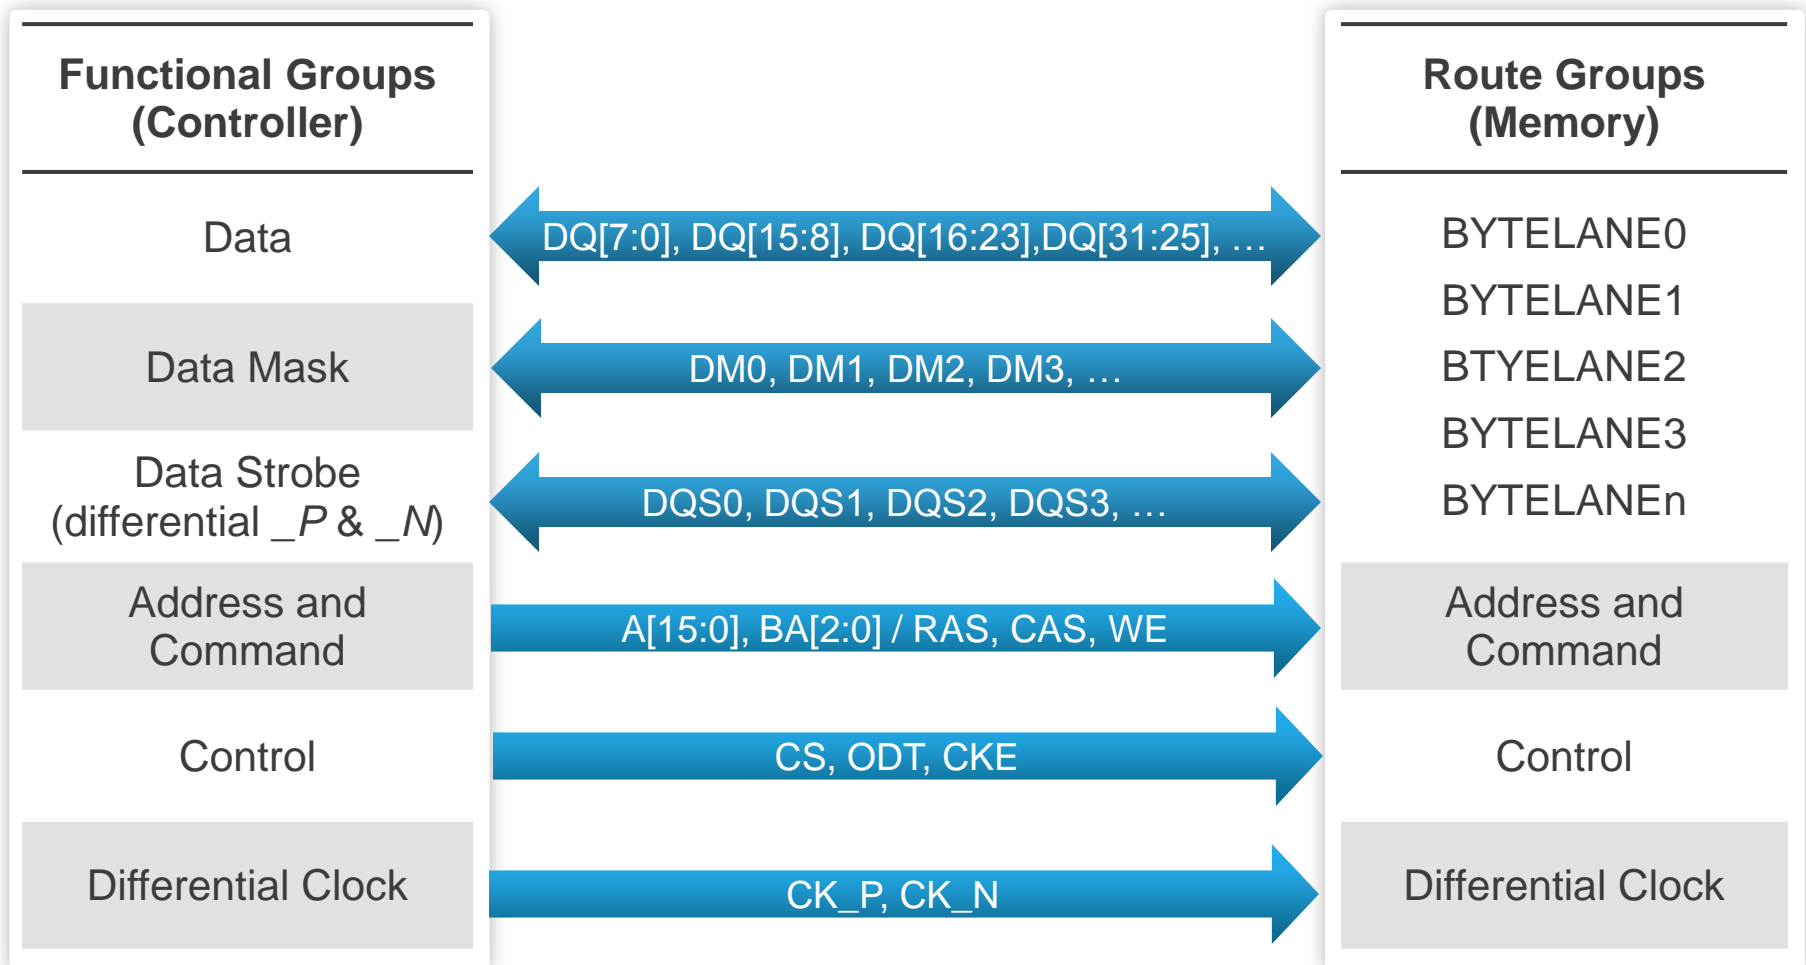 Functional Groups
(Controller)
Route Groups
(Memory)
Data
DQ[7:0], DQ[15:8], DQ[16:23],DQ[31:25], …
BYTELANE0
BYTELANE1
Data Mask
DM0, DM1, DM2, DM3, …
BTYELANE2
BYTELANE3
Data Strobe
(differential _P & _N)
DQS0, DQS1, DQS2, DQS3, …
BYTELANEn
Address and
Command
A[15:0], BA[2:0] / RAS, CAS, WE
Address and
Command
Control
CS, ODT, CKE
Control
Differential Clock
CK_P, CK_N
Differential Clock